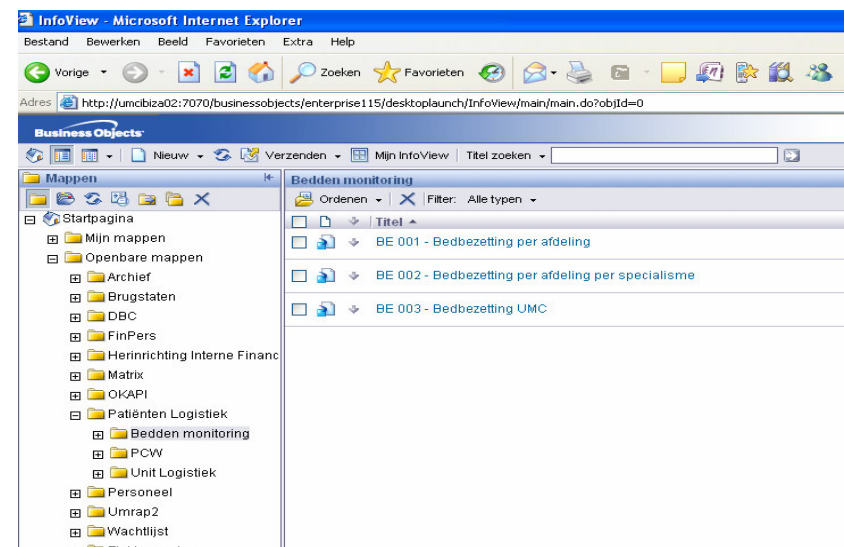 InfoView - Microsoft Internet Explorer
Bestand Bewerken Beeld Favorieten Extra Help
Vorige Zoeken Favorieten
Adres http://umcibiza02:7070/businessobjects/enterprise115/desktoplaunch/InfoView/main/main.do?objId=0
Business Objects
Nieuw Verzenden Mijn InfoView Titel zoeken
Mappen
Startpagina
Mijn mappen
Openbare mappen
Archief
Brugstaten
DBC
FinPers
Herinrichting Interne Financ
Matrix
OKAPI
Patiënten Logistiek
Bedden monitoring
PCW
Unit Logistiek
Personeel
Umrap2
Wachtlijst
Bedden monitoring
Ordenen Filter: Alle typen
Titel
BE 001 - Bedbezetting per afdeling
BE 002 - Bedbezetting per afdeling per specialisme
BE 003 - Bedbezetting UMC